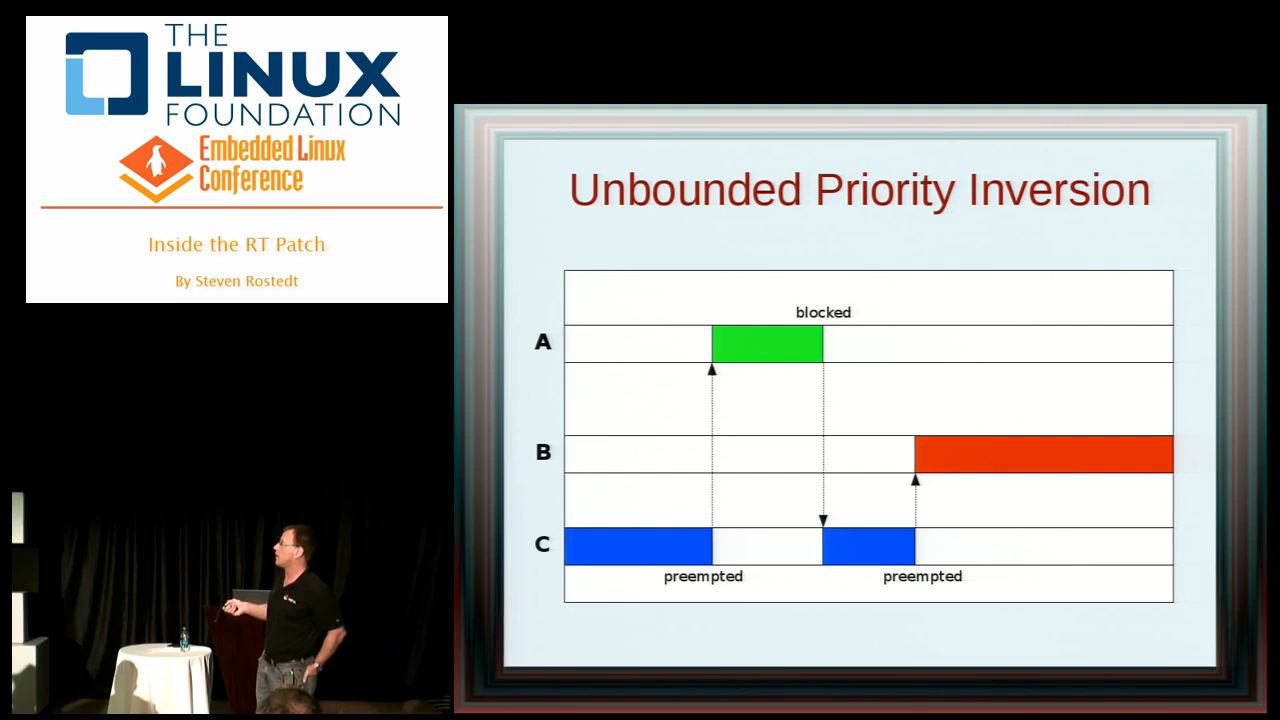 THE
LINUX
FOUNDATION
Embedded Linux
Conference
Inside the RT Patch
By Steven Rostedt
Unbounded Priority Inversion
blocked
A
B
C
preempted
preempted